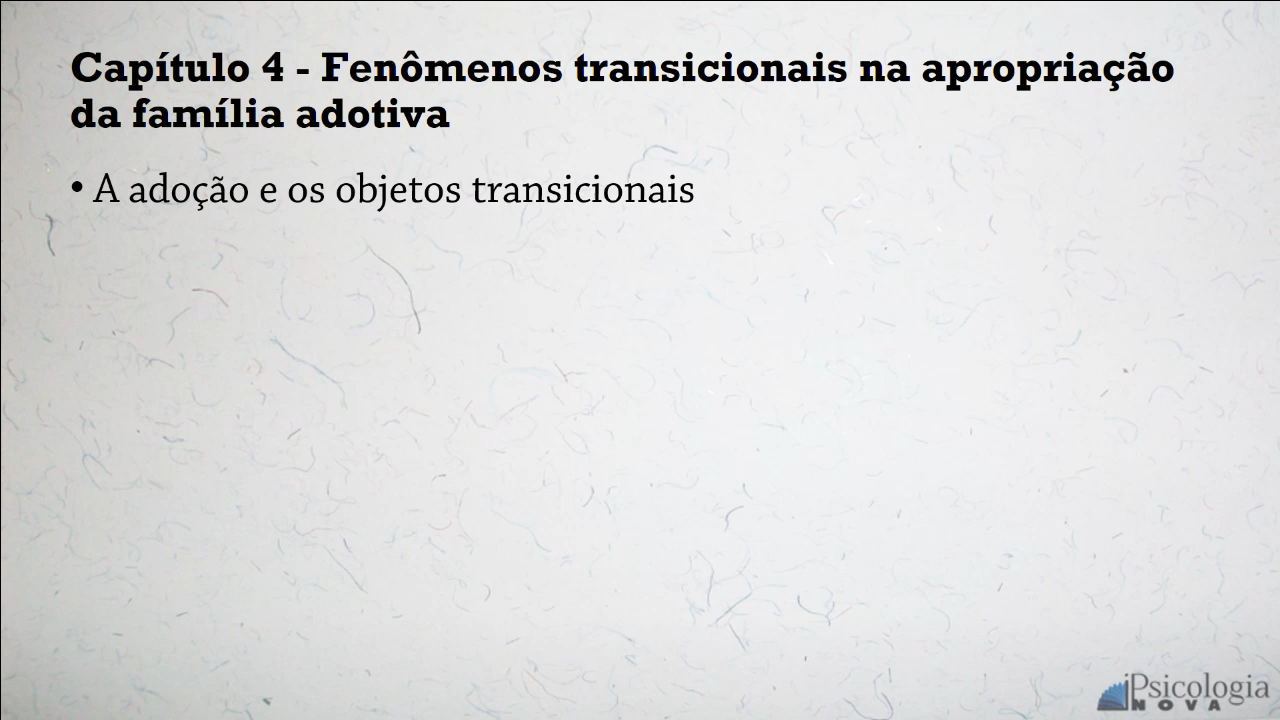 Capítulo 4 - Fenômenos transicionais na apropriação
da família adotiva
• A adoção e os objetos transicionais
Psicologia
NOVA